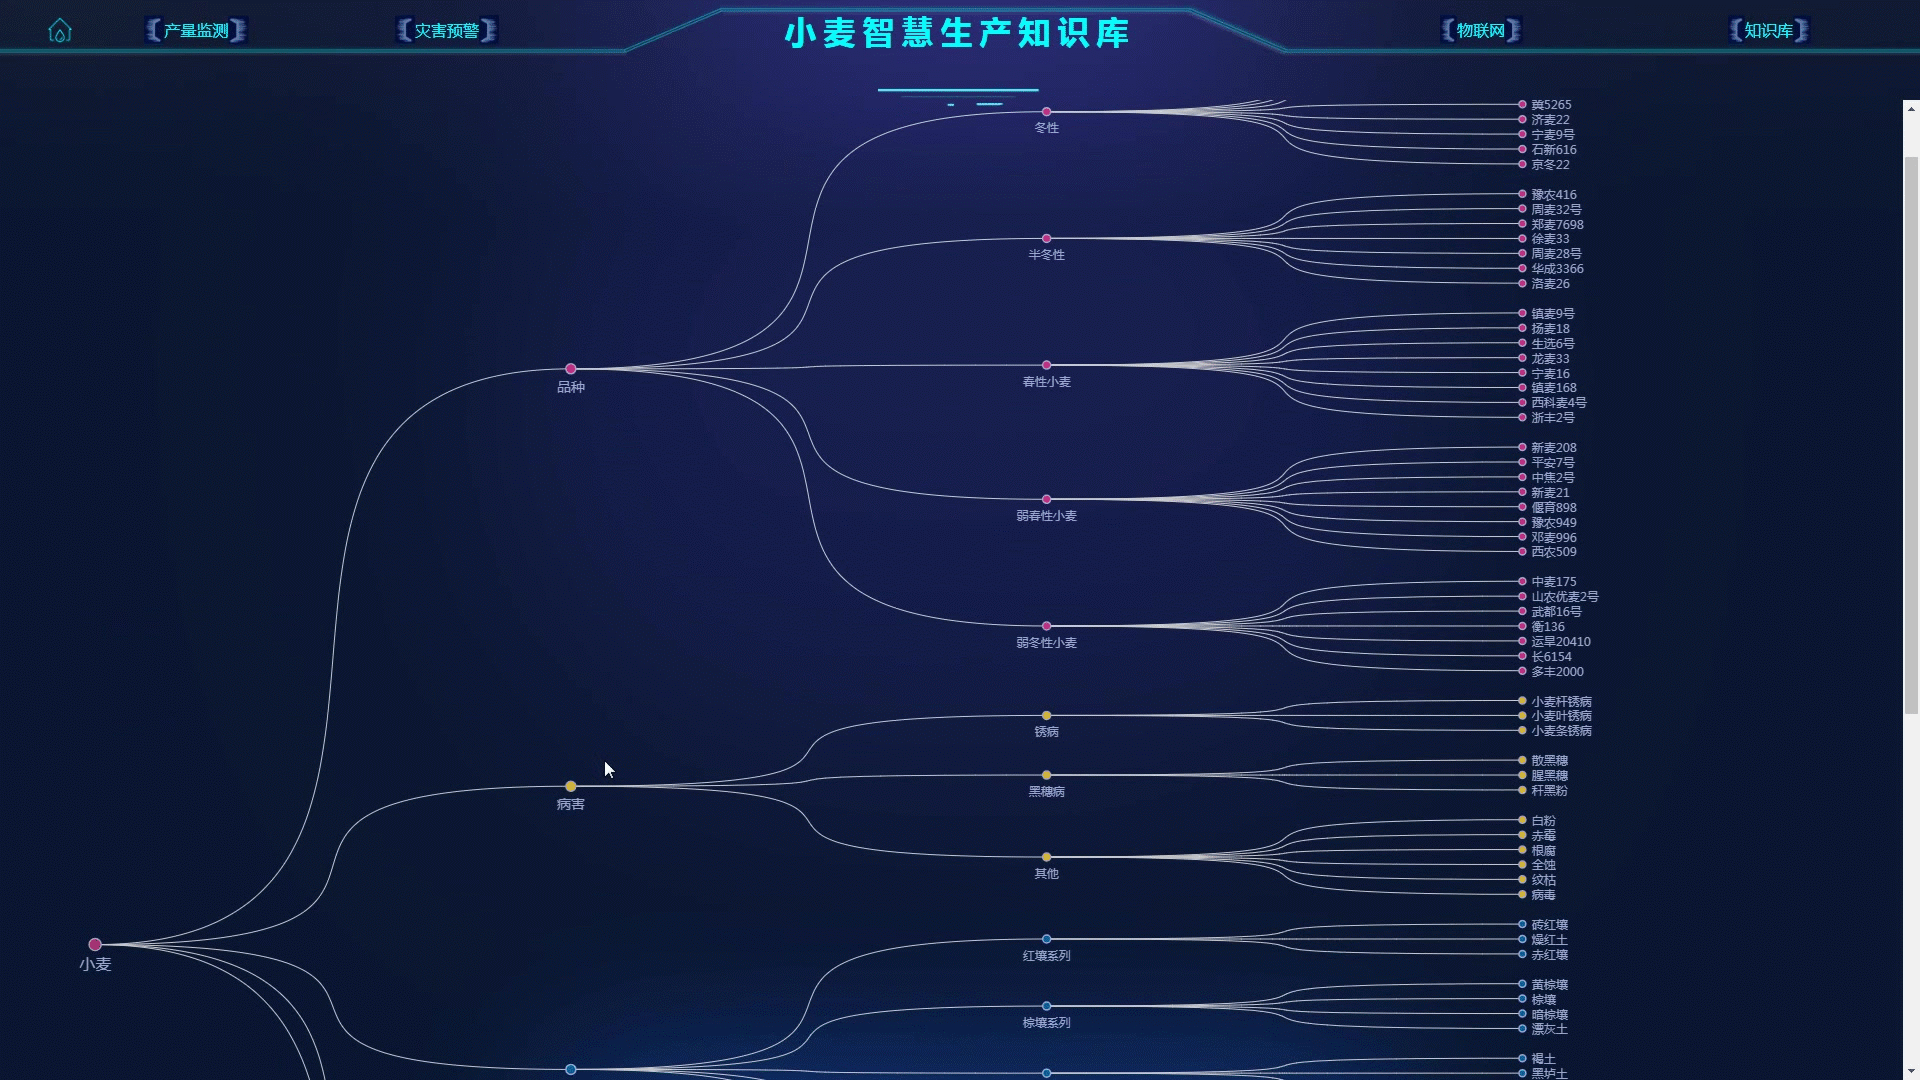 产量监测
灾害预警
小麦智慧生产知识库
物联网
知识库
冬性
冀5265
济麦22
宁麦9号
石新616
京冬22
半冬性
豫农416
周麦32号
郑麦7698
徐麦33
周麦28号
华成3366
洛麦26
品种
春性小麦
镇麦9号
扬麦18
生选6号
龙麦33
宁麦16
镇麦168
西科麦4号
浙丰2号
弱春性小麦
新麦208
平安7号
中焦2号
新麦21
偃育898
豫农949
邓麦996
西农509
弱冬性小麦
中麦175
山农优麦2号
武都16号
衡136
运旱20410
长6154
多丰2000
病害
锈病
小麦杆锈病
小麦叶锈病
小麦条锈病
黑穗病
散黑穗
腥黑穗
秆黑粉
其他
白粉
赤霉
根腐
全蚀
纹枯
病毒
小麦
红壤系列
砖红壤
燥红土
赤红壤
棕壤系列
黄棕壤
棕壤
暗棕壤
漂灰土
褐土
黑垆土